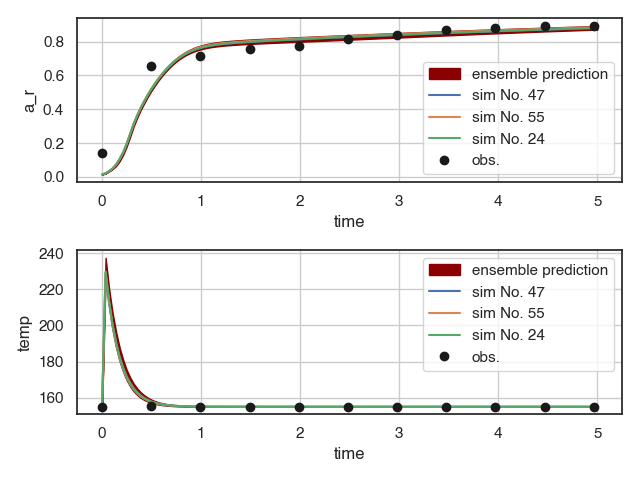 0.8
0.6
0.4
0.2
0.0
a_r
ensemble prediction
sim No. 47
sim No. 55
sim No. 24
obs.
0 1 2 3 4 5
time
240
220
200
180
160
temp
ensemble prediction
sim No. 47
sim No. 55
sim No. 24
obs.
0 1 2 3 4 5
time